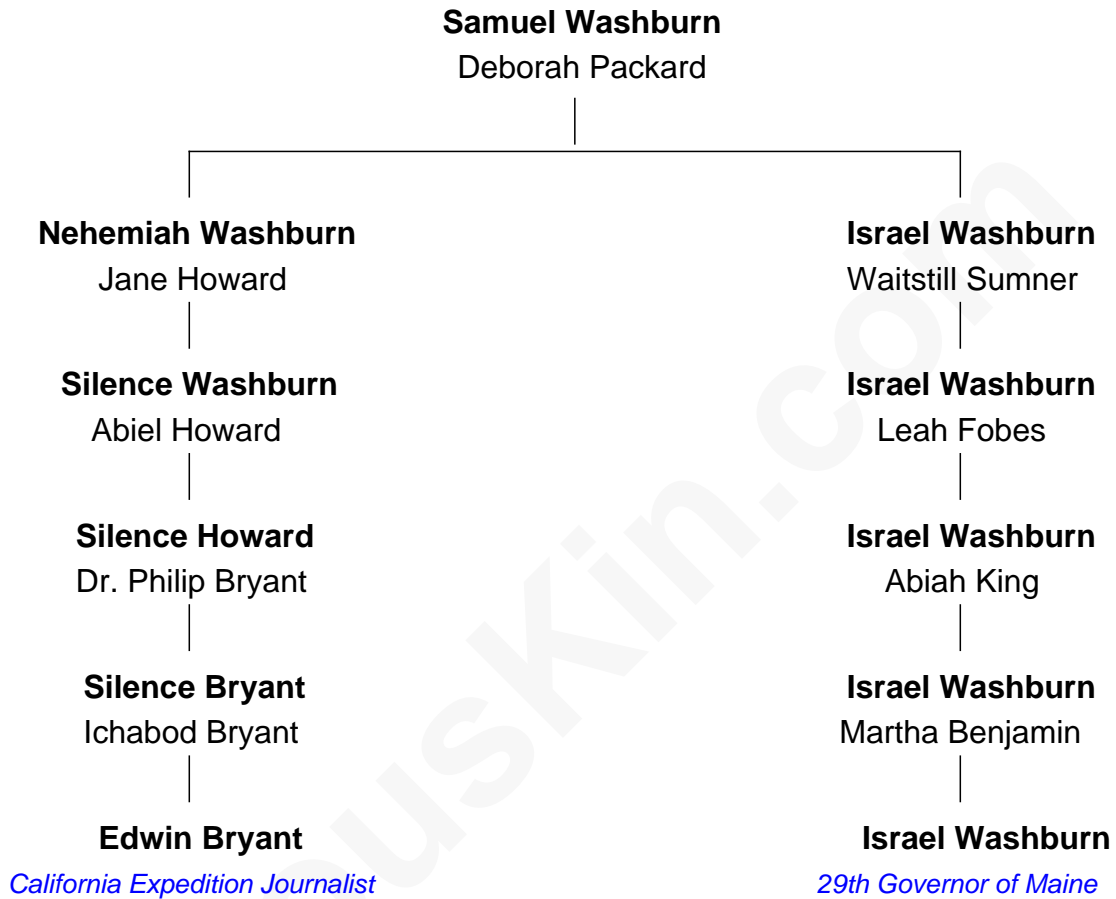 Samuel Washburn
Deborah Packard
Nehemiah Washburn
Jane Howard
Israel Washburn
Waitstill Sumner
Silence Washburn
Abiel Howard
Israel Washburn
Leah Fobes
Silence Howard
Dr. Philip Bryant
Israel Washburn
Abiah King
Silence Bryant
Ichabod Bryant
Israel Washburn
Martha Benjamin
Edwin Bryant
California Expedition Journalist
Israel Washburn
29th Governor of Maine
ousKin.com